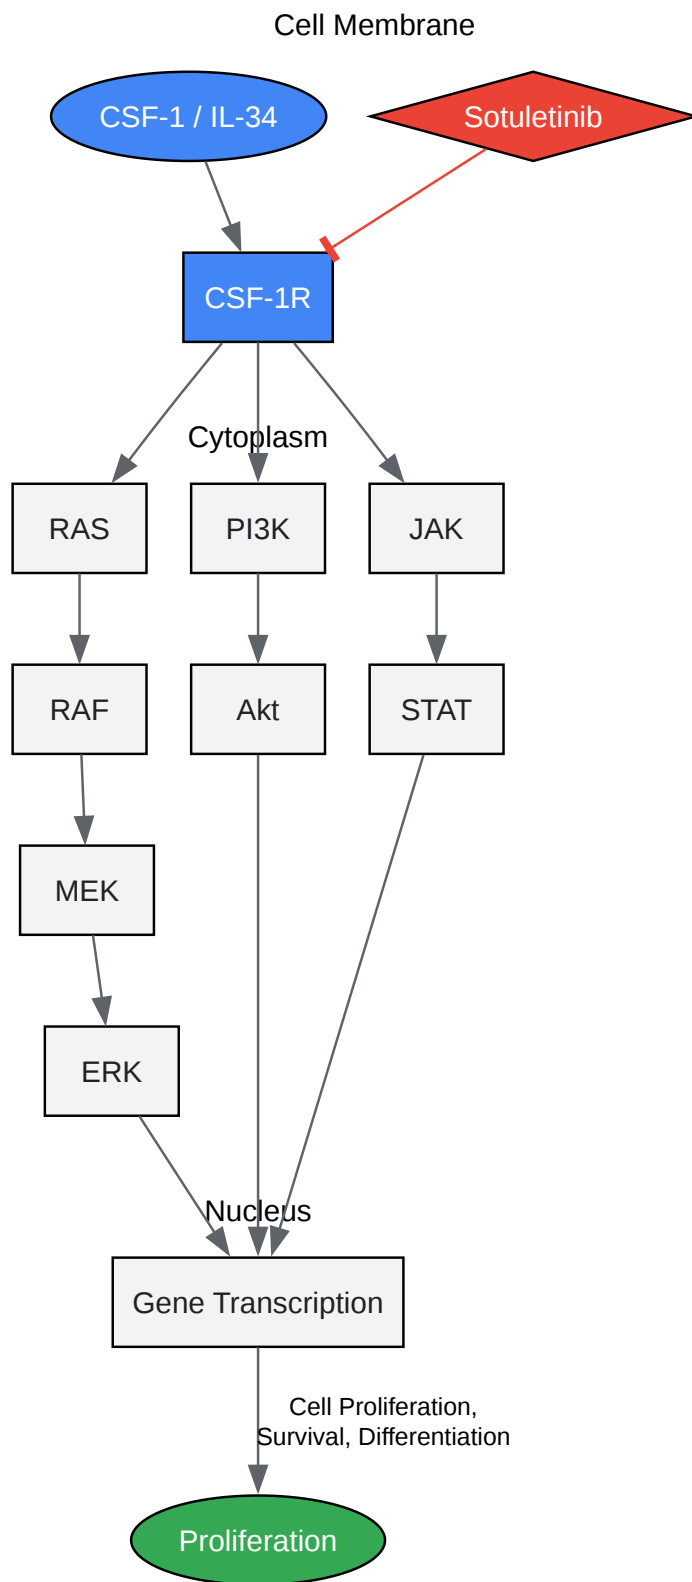 Cell Membrane
CSF-1 / IL-34
Sotuletinib
CSF-1R
Cytoplasm
RAS
PI3K
JAK
RAF
Akt
STAT
MEK
ERK
Nucleus
Gene Transcription
Cell Proliferation,
Survival, Differentiation
Proliferation